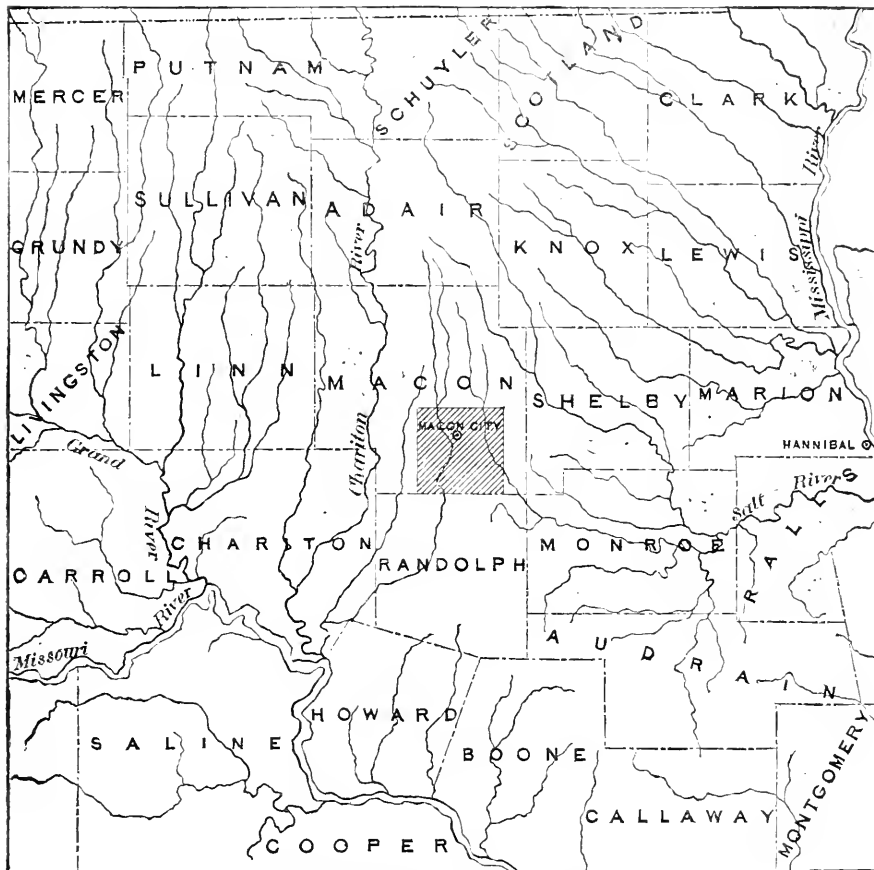 PUTNAM
SCHUYLER
SCOTLAND
MERCER
CLARK
River
SULLIVAN
ADAIR
GRUNDY
River
KNOX
LEWIS
Mississippi
LIVINGSTON
LINN
MACON
SHELBY
MARION
MACON CITY
HANNIBAL
Grand
Chariton
Salt River
River
CHARITON
RANDOLPH
MONROE
RALLS
CARROLL
River
Missouri
AUDRAIN
HOWARD
SALINE
BOONE
MONTGOMERY
CALLAWAY
COOPER